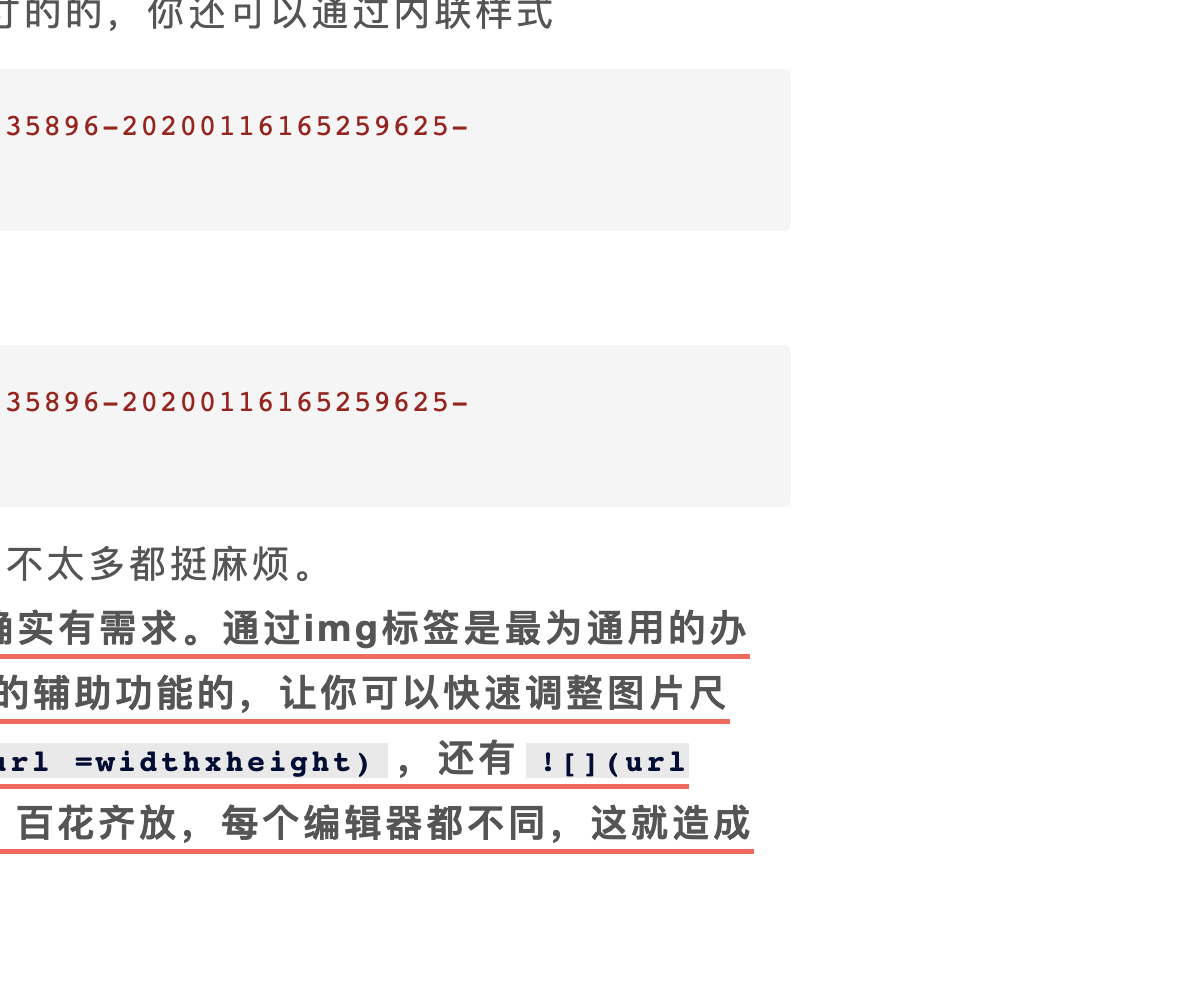 的的，你还可以通过内联样式
35896-20200116165259625-
35896-20200116165259625-
不太多都挺麻烦。
确实有需求。通过img标签是最为通用的办
的辅助功能的，让你可以快速调整图片尺
url =widthxheight) ，还有 ![](url
百花齐放，每个编辑器都不同，这就造成